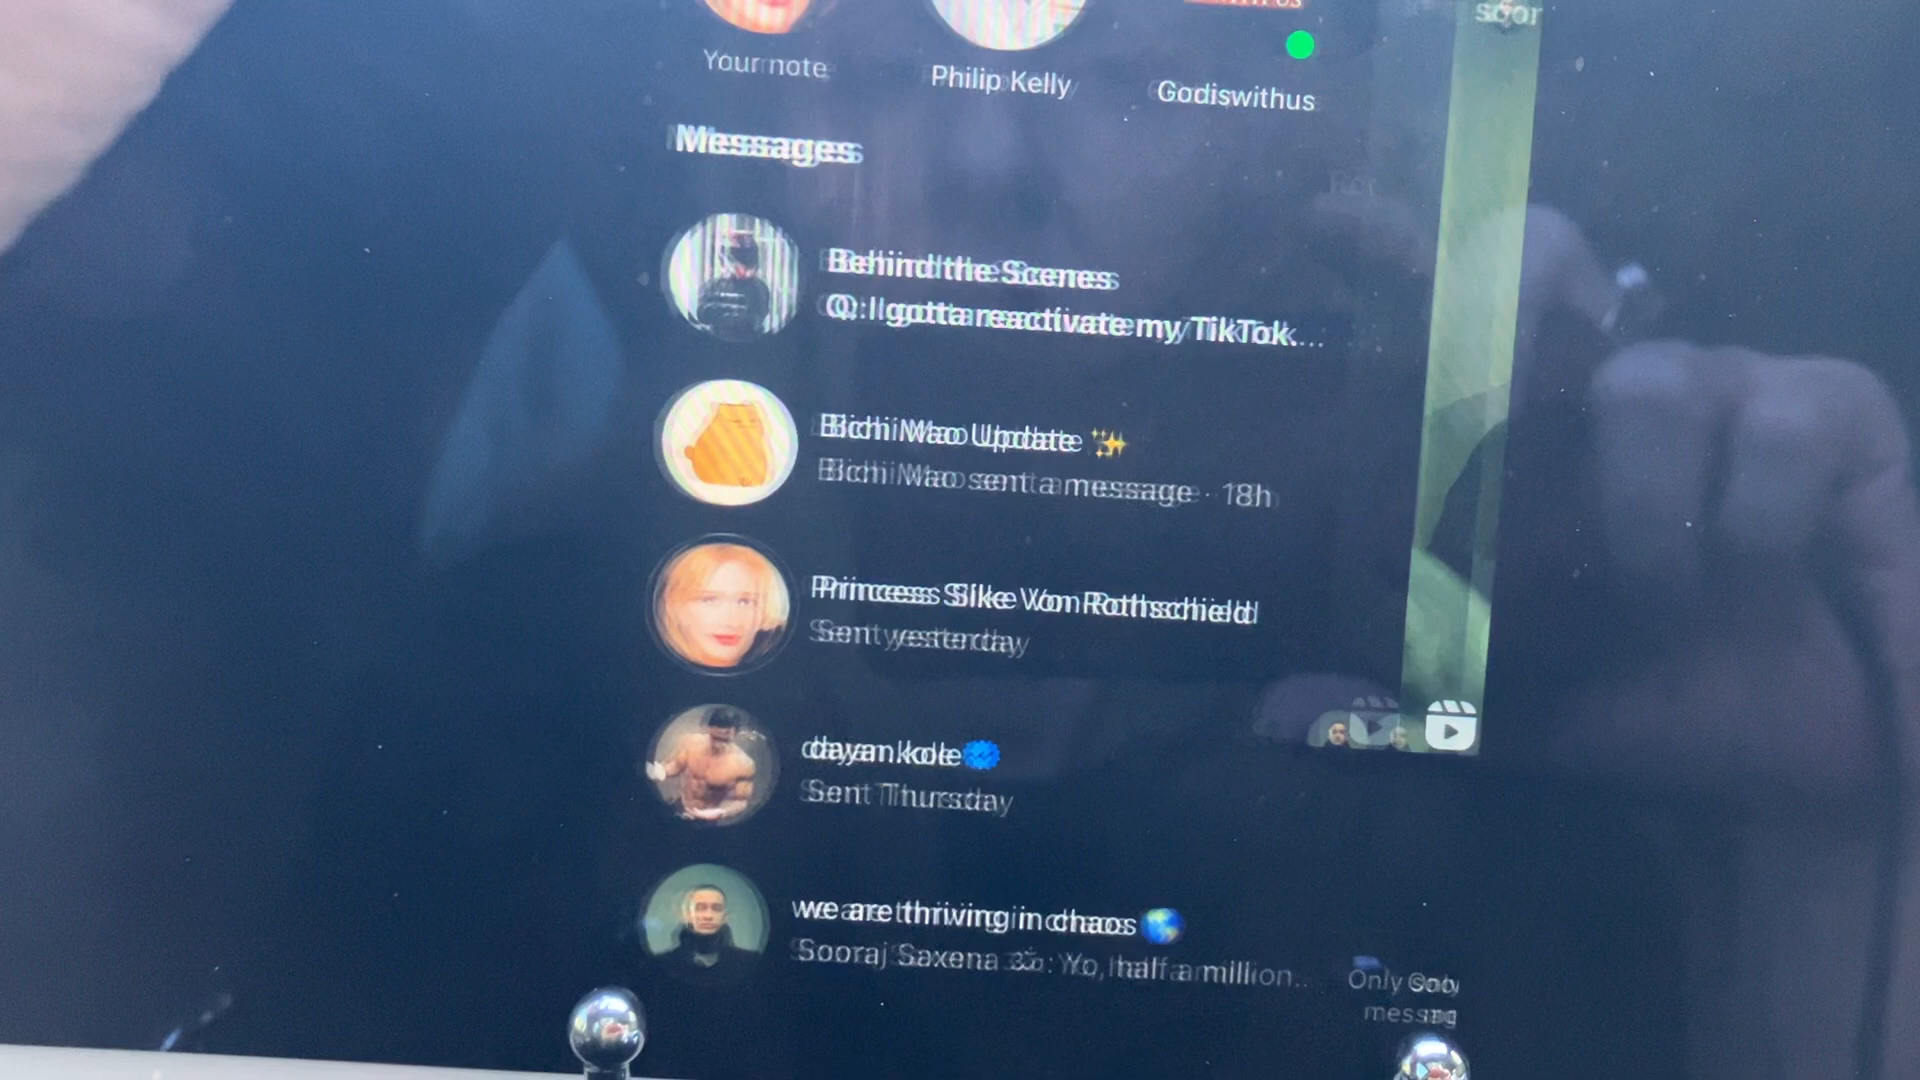 Your note
Philip Kelly
Godiswithus
Messages
Behind the Scenes
Q: I gotta reactivate my TikTok....
Bichi Mao Update ✨
Bichi Mao sent a message · 18h
Princess Silke Von Rothschield
Sent yesterday
dayan.kole
Sent Thursday
we are thriving in chaos 🌎
Sooraj Saxena ॐ: Yo, half a million...
Only